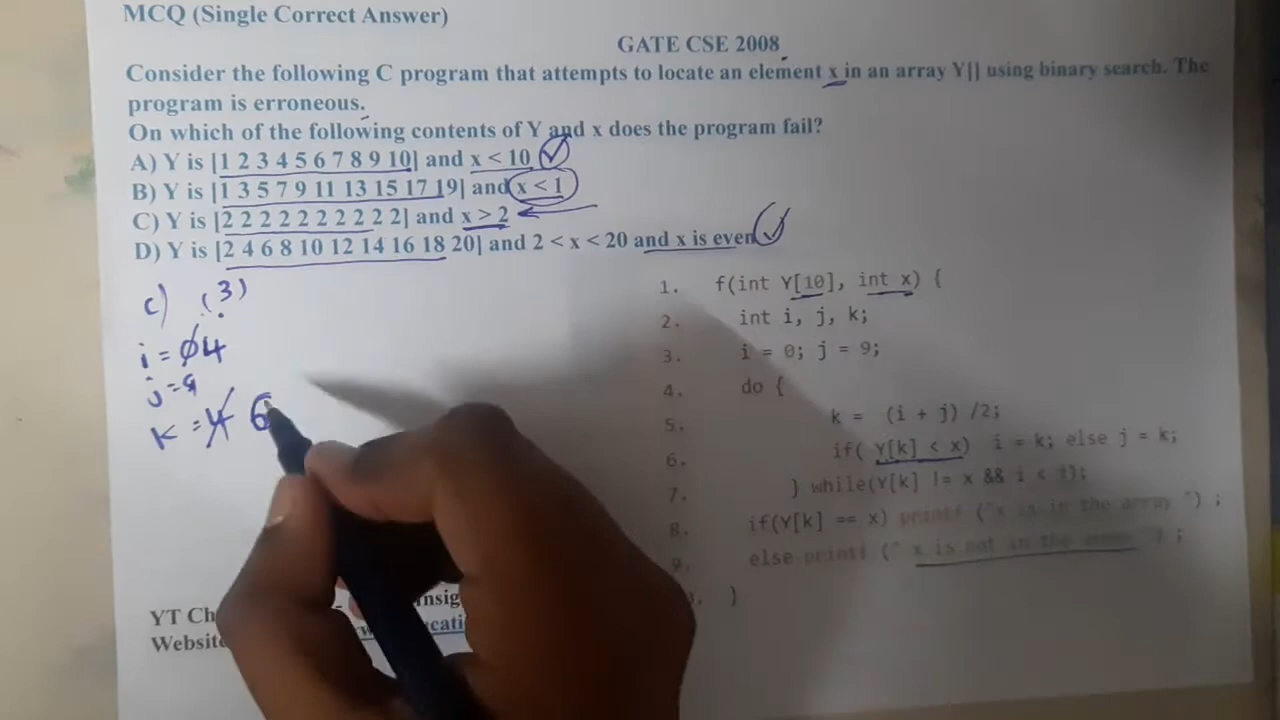 MCQ (Single Correct Answer)
GATE CSE 2008
Consider the following C program that attempts to locate an element x in an array Y[] using binary search. The
program is erroneous.
On which of the following contents of Y and x does the program fail?
A) Y is [1 2 3 4 5 6 7 8 9 10] and x < 10
B) Y is [1 3 5 7 9 11 13 15 17 19] and x < 1
C) Y is [2 2 2 2 2 2 2 2 2 2] and x > 2
D) Y is [2 4 6 8 10 12 14 16 18 20] and 2 < x < 20 and x is even
C) (3)
i = 0 4
j = 9
k = 4 6
1. f(int Y[10], int x) {
2. int i, j, k;
3. i = 0; j = 9;
4. do {
5. k = (i + j) /2;
6. if( Y[k] < x) i = k; else j = k;
7. } while(Y[k] != x && i < j);
8. if(Y[k] == x) printf ("x is in the array ") ;
9. else printf (" x is not in the array ") ;
. }
YT Ch
Website